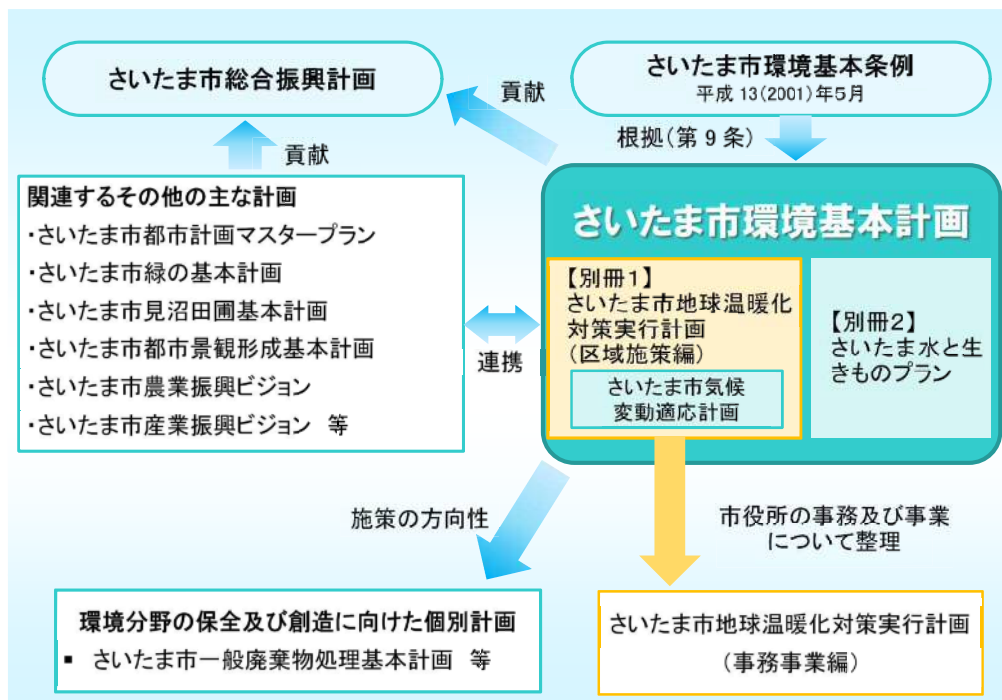 さいたま市総合振興計画
さいたま市環境基本条例
平成13(2001)年5月
貢献
根拠(第9条)
貢献
関連するその他の主な計画
・さいたま市都市計画マスタープラン
・さいたま市緑の基本計画
・さいたま市見沼田圃基本計画
・さいたま市都市景観形成基本計画
・さいたま市農業振興ビジョン
・さいたま市産業振興ビジョン 等
連携
さいたま市環境基本計画
【別冊1】
さいたま市地球温暖化
対策実行計画
(区域施策編)
さいたま市気候
変動適応計画
【別冊2】
さいたま水と生
きものプラン
施策の方向性
市役所の事務及び事業
について整理
環境分野の保全及び創造に向けた個別計画
▪ さいたま市一般廃棄物処理基本計画 等
さいたま市地球温暖化対策実行計画
(事務事業編)